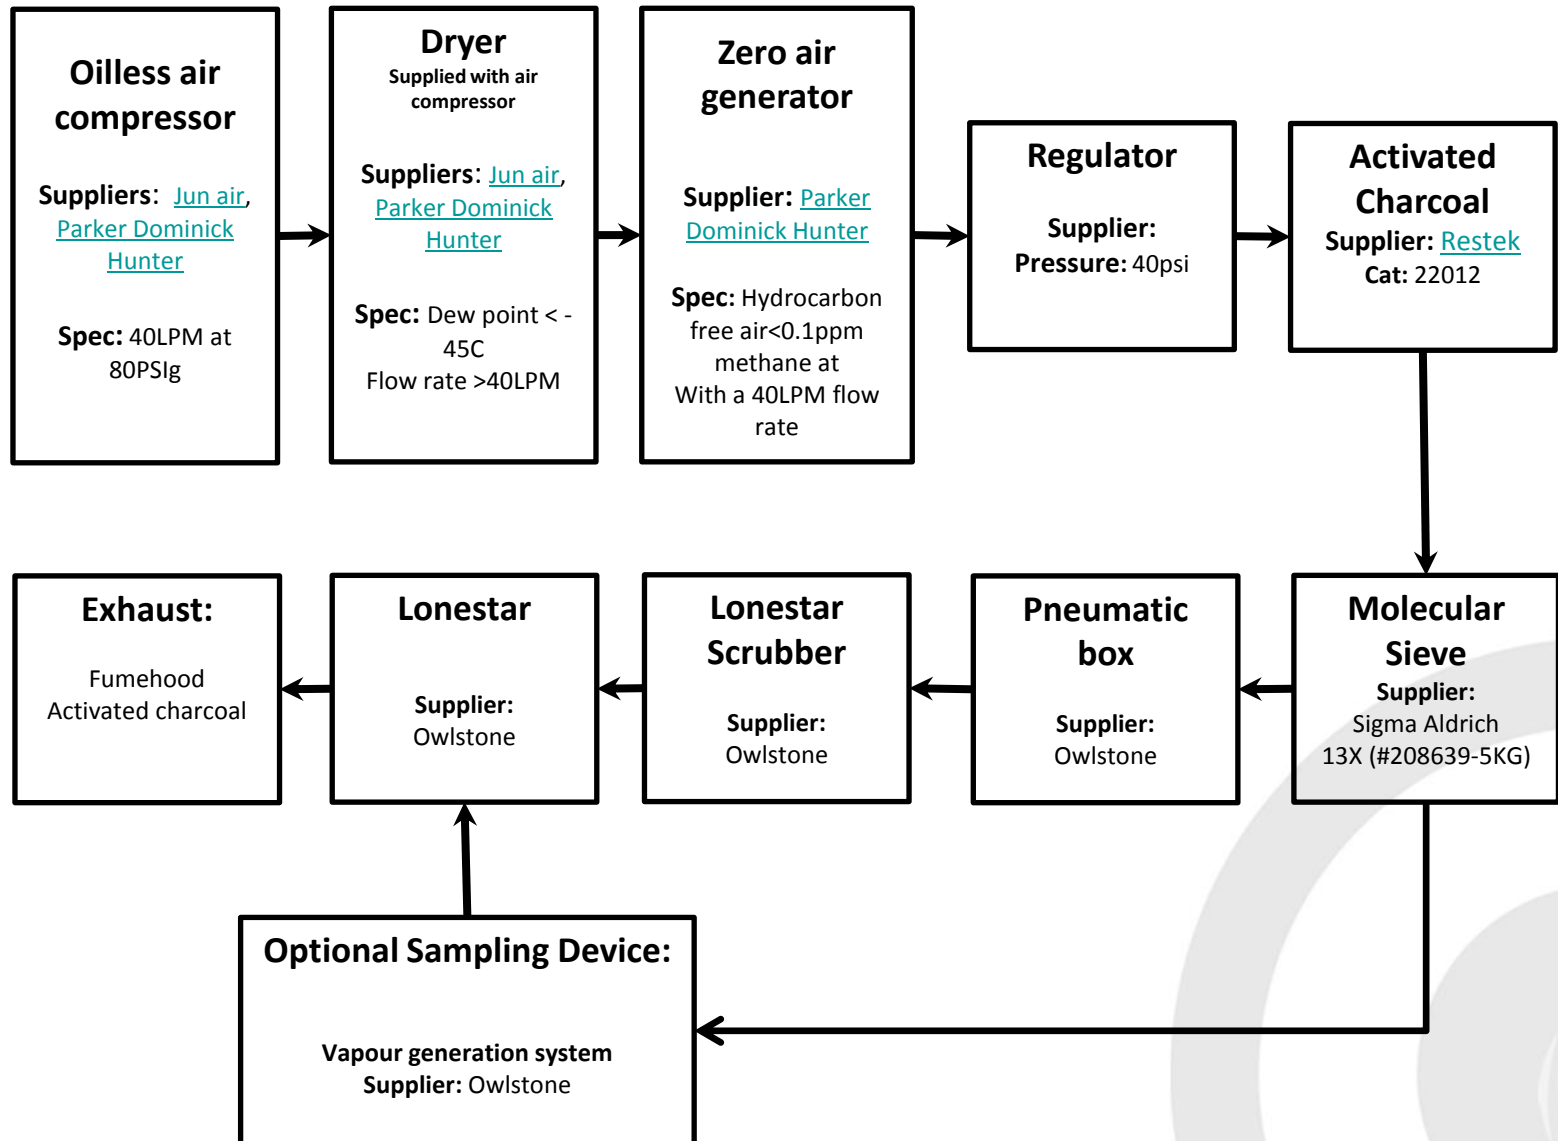 Oilless air
compressor
Suppliers: Jun air,
Parker Dominick
Hunter
Spec: 40LPM at
80PSIg
Dryer
Supplied with air
compressor
Suppliers: Jun air,
Parker Dominick
Hunter
Spec: Dew point < -
45C
Flow rate >40LPM
Zero air
generator
Supplier: Parker
Dominick Hunter
Spec: Hydrocarbon
free air<0.1ppm
methane at
With a 40LPM flow
rate
Regulator
Supplier:
Pressure: 40psi
Activated
Charcoal
Supplier: Restek
Cat: 22012
Exhaust:
Fumehood
Activated charcoal
Lonestar
Supplier:
Owlstone
Lonestar
Scrubber
Supplier:
Owlstone
Pneumatic
box
Supplier:
Owlstone
Molecular
Sieve
Supplier:
Sigma Aldrich
13X (#208639-5KG)
Optional Sampling Device:
Vapour generation system
Supplier: Owlstone